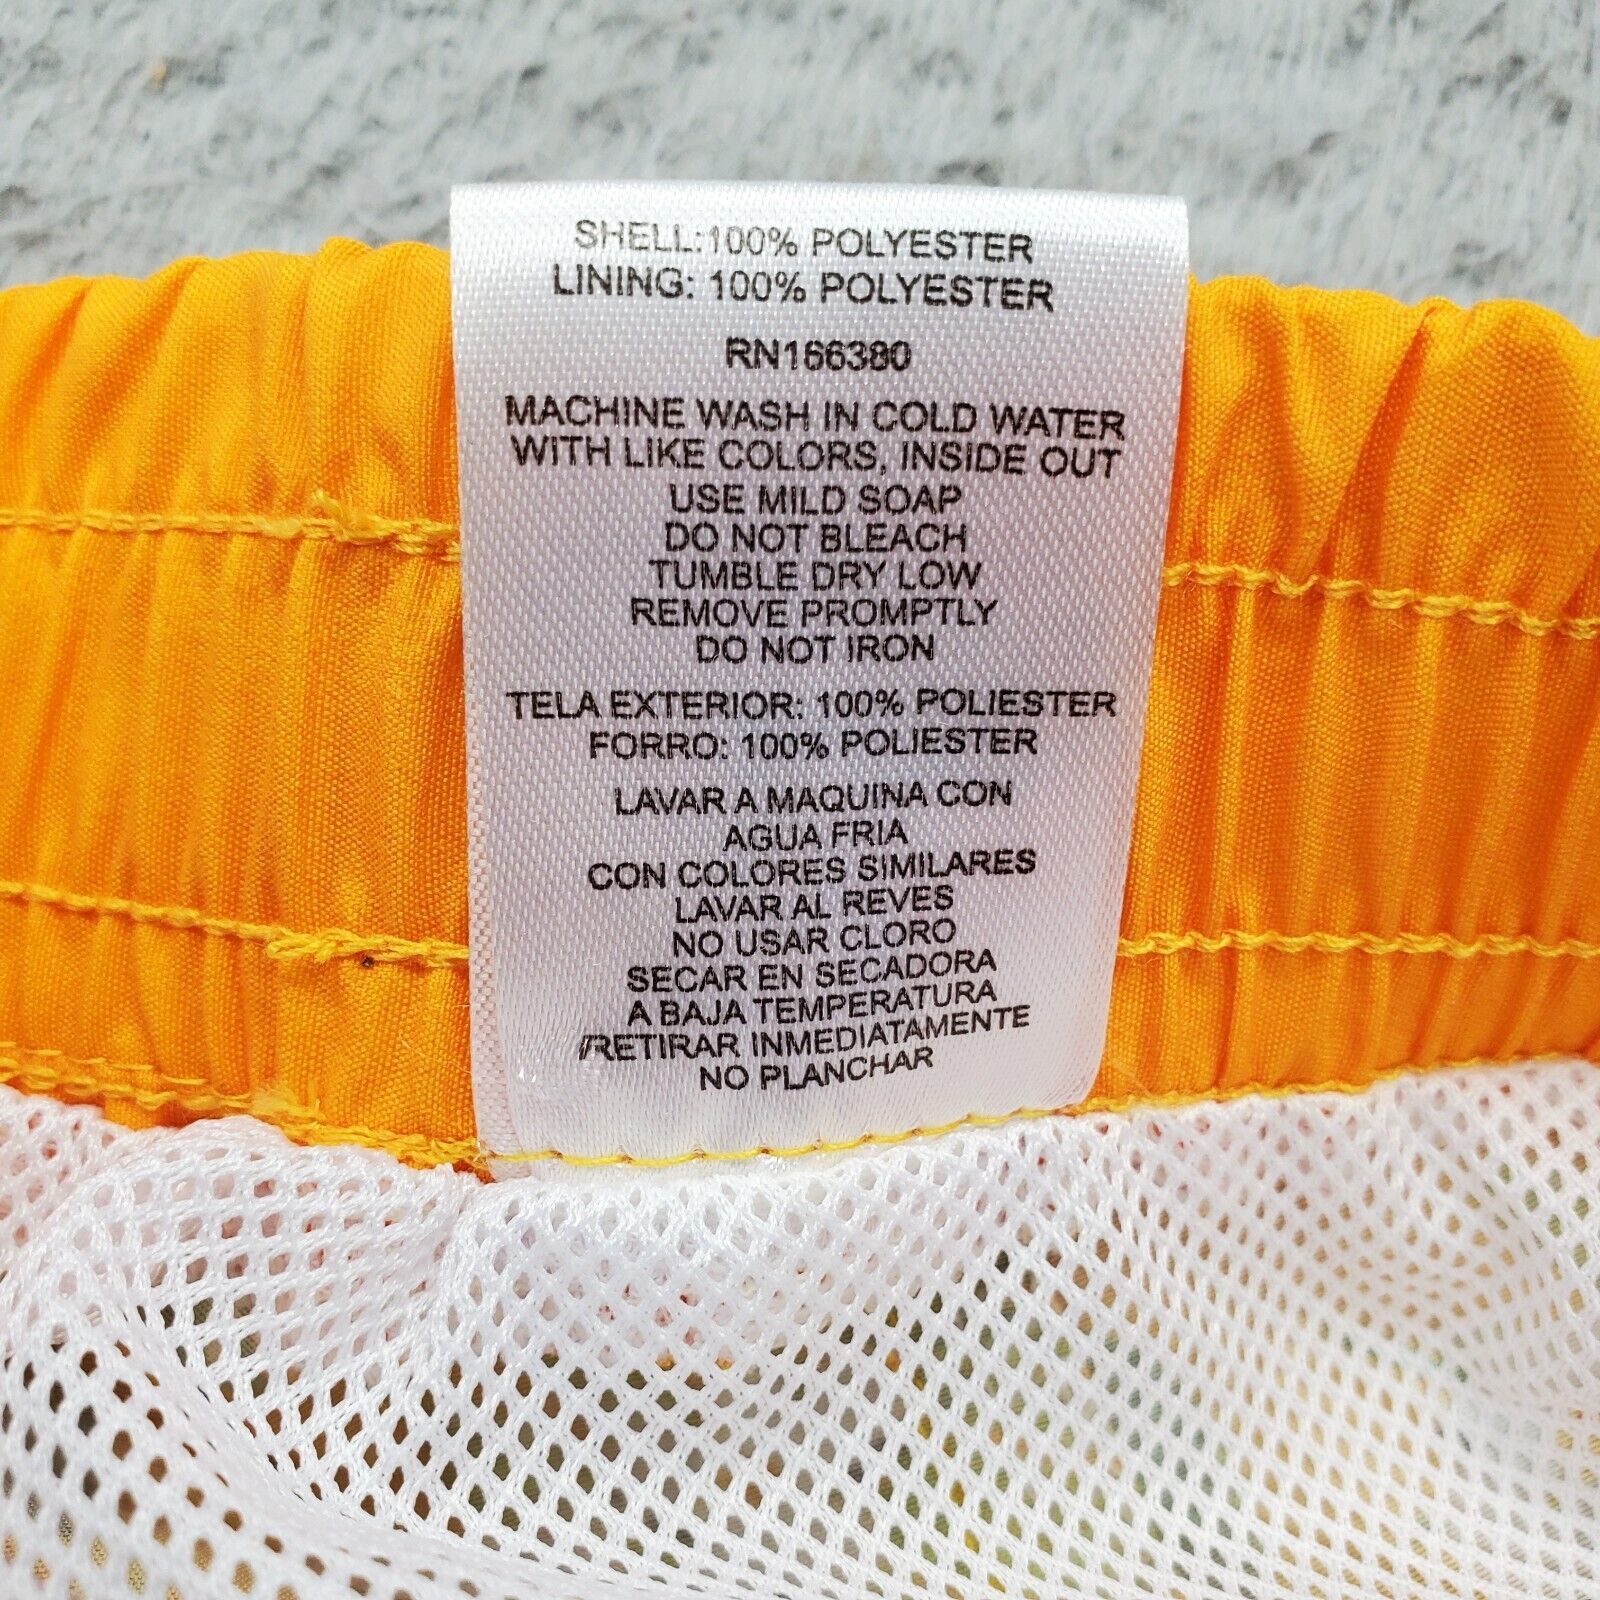 SHELL:100% POLYESTER
LINING: 100% POLYESTER
RN166380
MACHINE WASH IN COLD WATER
WITH LIKE COLORS, INSIDE OUT
USE MILD SOAP
DO NOT BLEACH
TUMBLE DRY LOW
REMOVE PROMPTLY
DO NOT IRON
TELA EXTERIOR: 100% POLIESTER
FORRO: 100% POLIESTER
LAVAR A MAQUINA CON
AGUA FRIA
CON COLORES SIMILARES
LAVAR AL REVES
NO USAR CLORO
SECAR EN SECADORA
A BAJA TEMPERATURA
/RETIRAR INMEDIATAMENTE
NO PLANCHAR